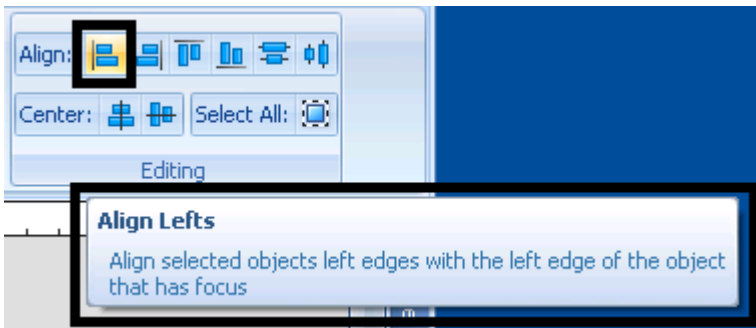 Align:
Center: Select All:
Editing
Align Lefts
Align selected objects left edges with the left edge of the object
that has focus